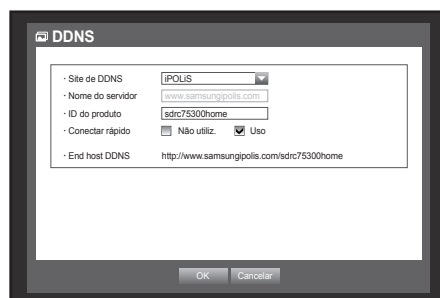 DDNS
· Site de DDNS iPOLiS
· Nome do servidor www.samsungipolis.com
· ID do produto sdrc75300home
· Conectar rápido Não utiliz. Uso
· End host DDNS http://www.samsungipolis.com/sdrc75300home
OK Cancelar